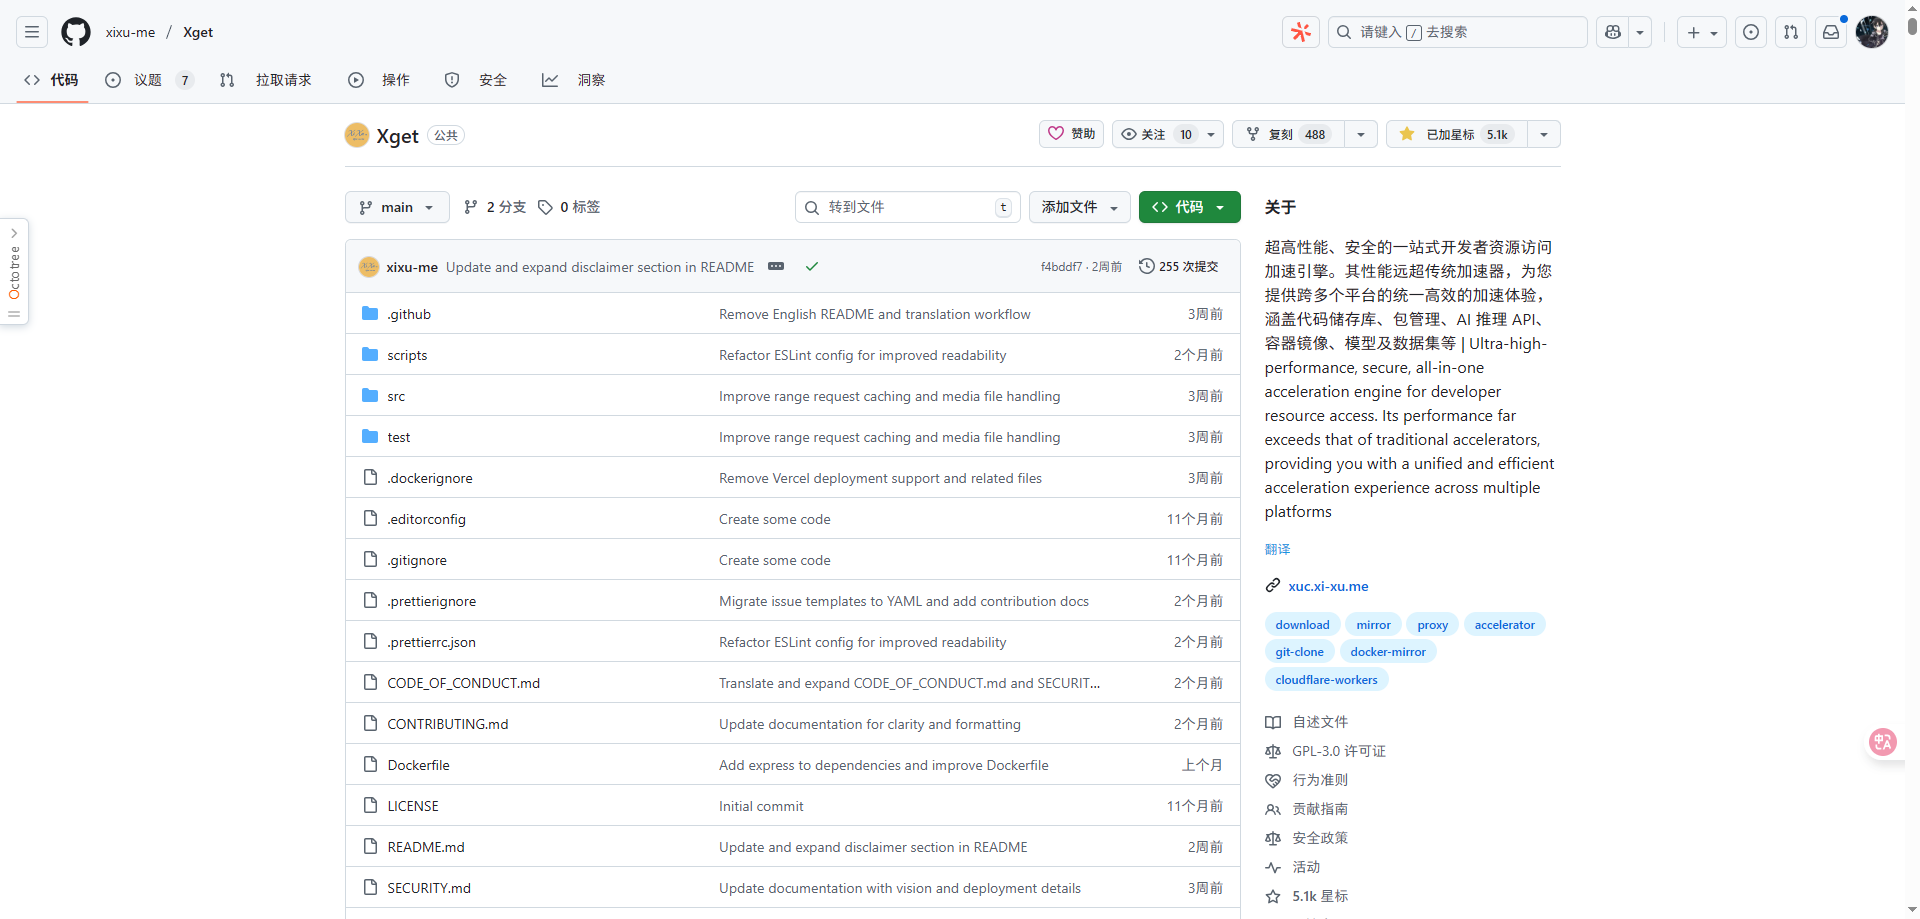 xixu-me / Xget
请键入 / 去搜索
代码
议题 7
拉取请求
操作
安全
洞察
Xget 公共
赞助
关注 10
复刻 488
已加星标 5.1k
main
2 分支
0 标签
转到文件 t
添加文件
代码
Octotree
xixu-me Update and expand disclaimer section in README
f4bddf7 · 2周前
255 次提交
.github Remove English README and translation workflow 3周前
scripts Refactor ESLint config for improved readability 2个月前
src Improve range request caching and media file handling 3周前
test Improve range request caching and media file handling 3周前
.dockerignore Remove Vercel deployment support and related files 3周前
.editorconfig Create some code 11个月前
.gitignore Create some code 11个月前
.prettierignore Migrate issue templates to YAML and add contribution docs 2个月前
.prettierrc.json Refactor ESLint config for improved readability 2个月前
CODE_OF_CONDUCT.md Translate and expand CODE_OF_CONDUCT.md and SECURIT... 2个月前
CONTRIBUTING.md Update documentation for clarity and formatting 2个月前
Dockerfile Add express to dependencies and improve Dockerfile 上个月
LICENSE Initial commit 11个月前
README.md Update and expand disclaimer section in README 2周前
SECURITY.md Update documentation with vision and deployment details 3周前
关于
超高性能、安全的一站式开发者资源访问
加速引擎。其性能远超传统加速器，为您
提供跨多个平台的统一高效的加速体验，
涵盖代码储存库、包管理、AI 推理 API、
容器镜像、模型及数据集等 | Ultra-high-
performance, secure, all-in-one
acceleration engine for developer
resource access. Its performance far
exceeds that of traditional accelerators,
providing you with a unified and efficient
acceleration experience across multiple
platforms
翻译
xuc.xi-xu.me
download mirror proxy accelerator
git-clone docker-mirror
cloudflare-workers
自述文件
GPL-3.0 许可证
行为准则
贡献指南
安全政策
活动
5.1k 星标